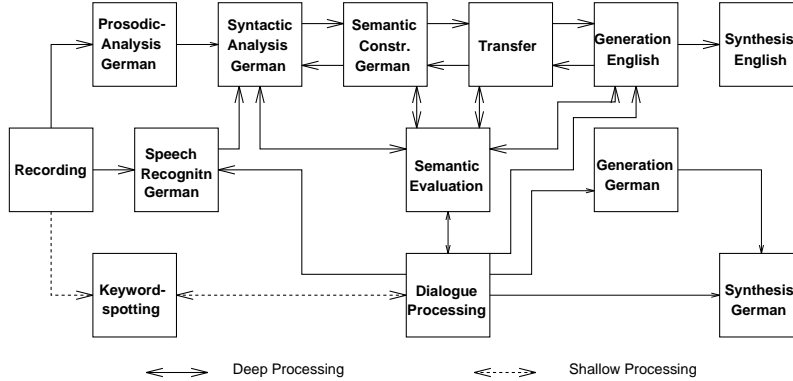 Prosodic-
Analysis
German
Syntactic
Analysis
German
Semantic
Constr.
German
Transfer
Generation
English
Synthesis
English
Recording
Speech
Recognitn
German
Semantic
Evaluation
Generation
German
Keyword-
spotting
Dialogue
Processing
Synthesis
German
Deep Processing
Shallow Processing